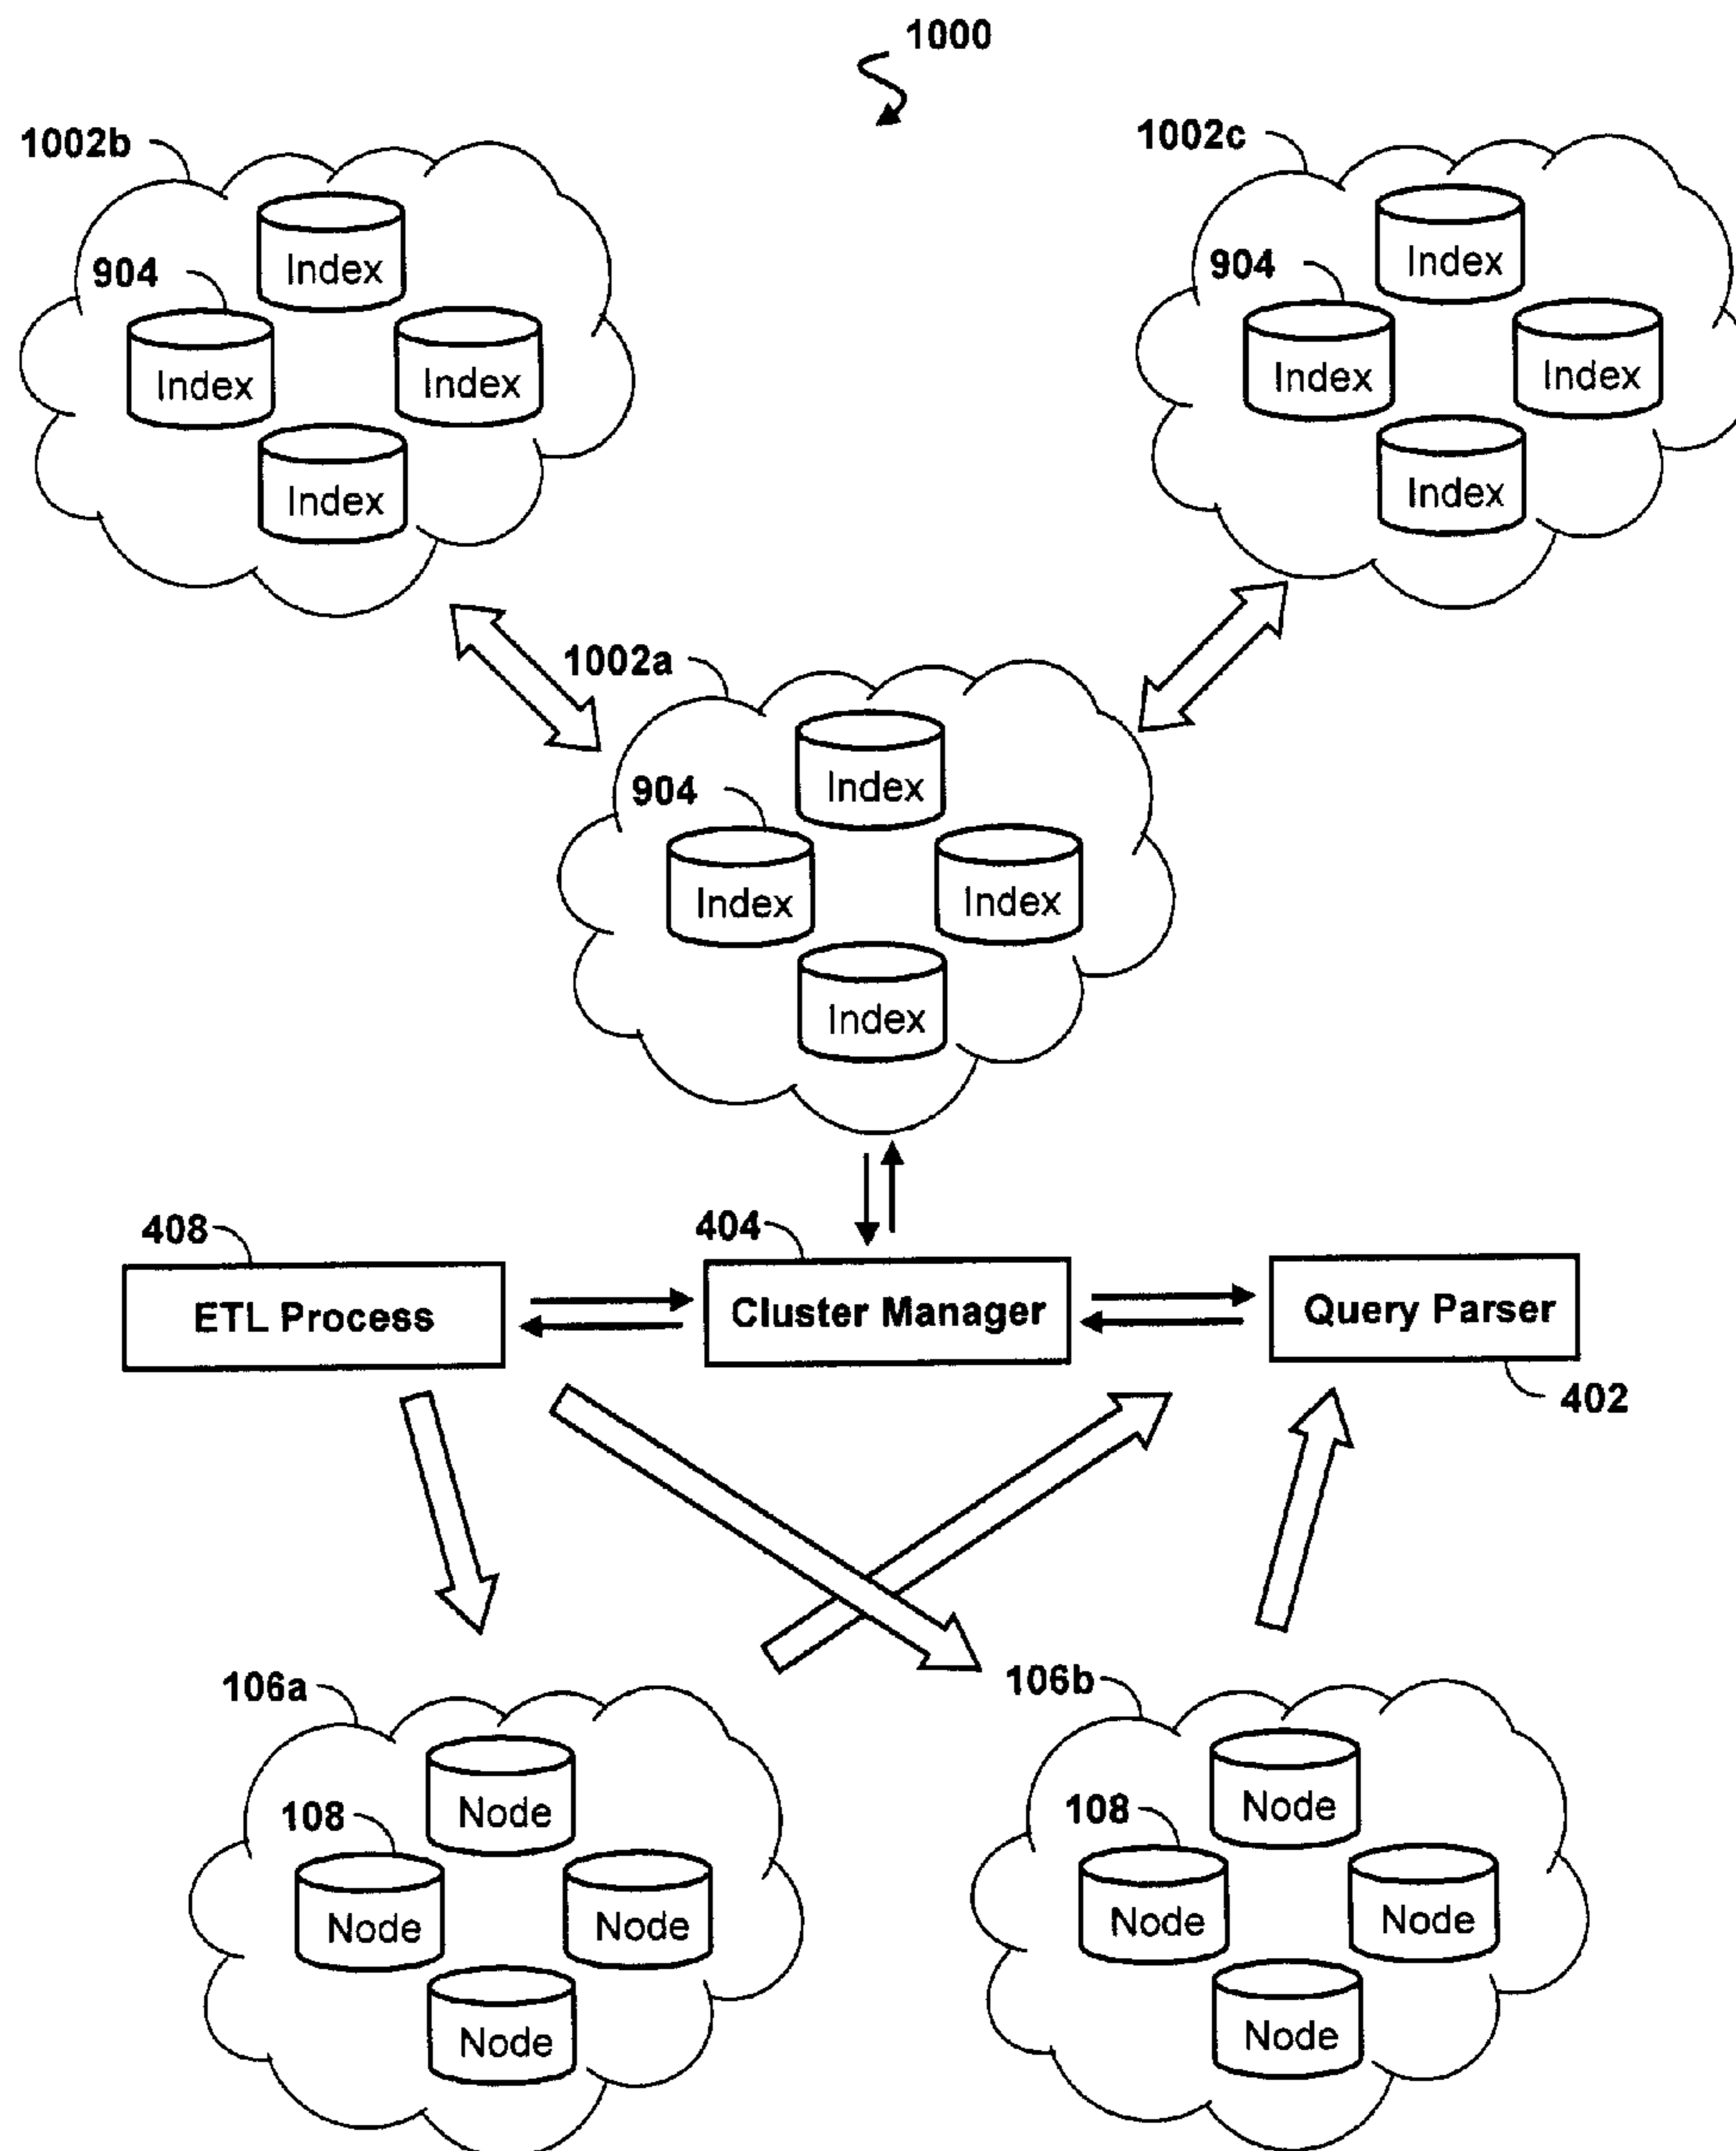 1000
1002b
1002c
Index
904
Index
Index
Index
Index
904
Index
Index
Index
1002a
Index
904
Index
Index
Index
408
404
ETL Process
Cluster Manager
Query Parser
402
106a
106b
Node
108
Node
Node
Node
Node
108
Node
Node
Node